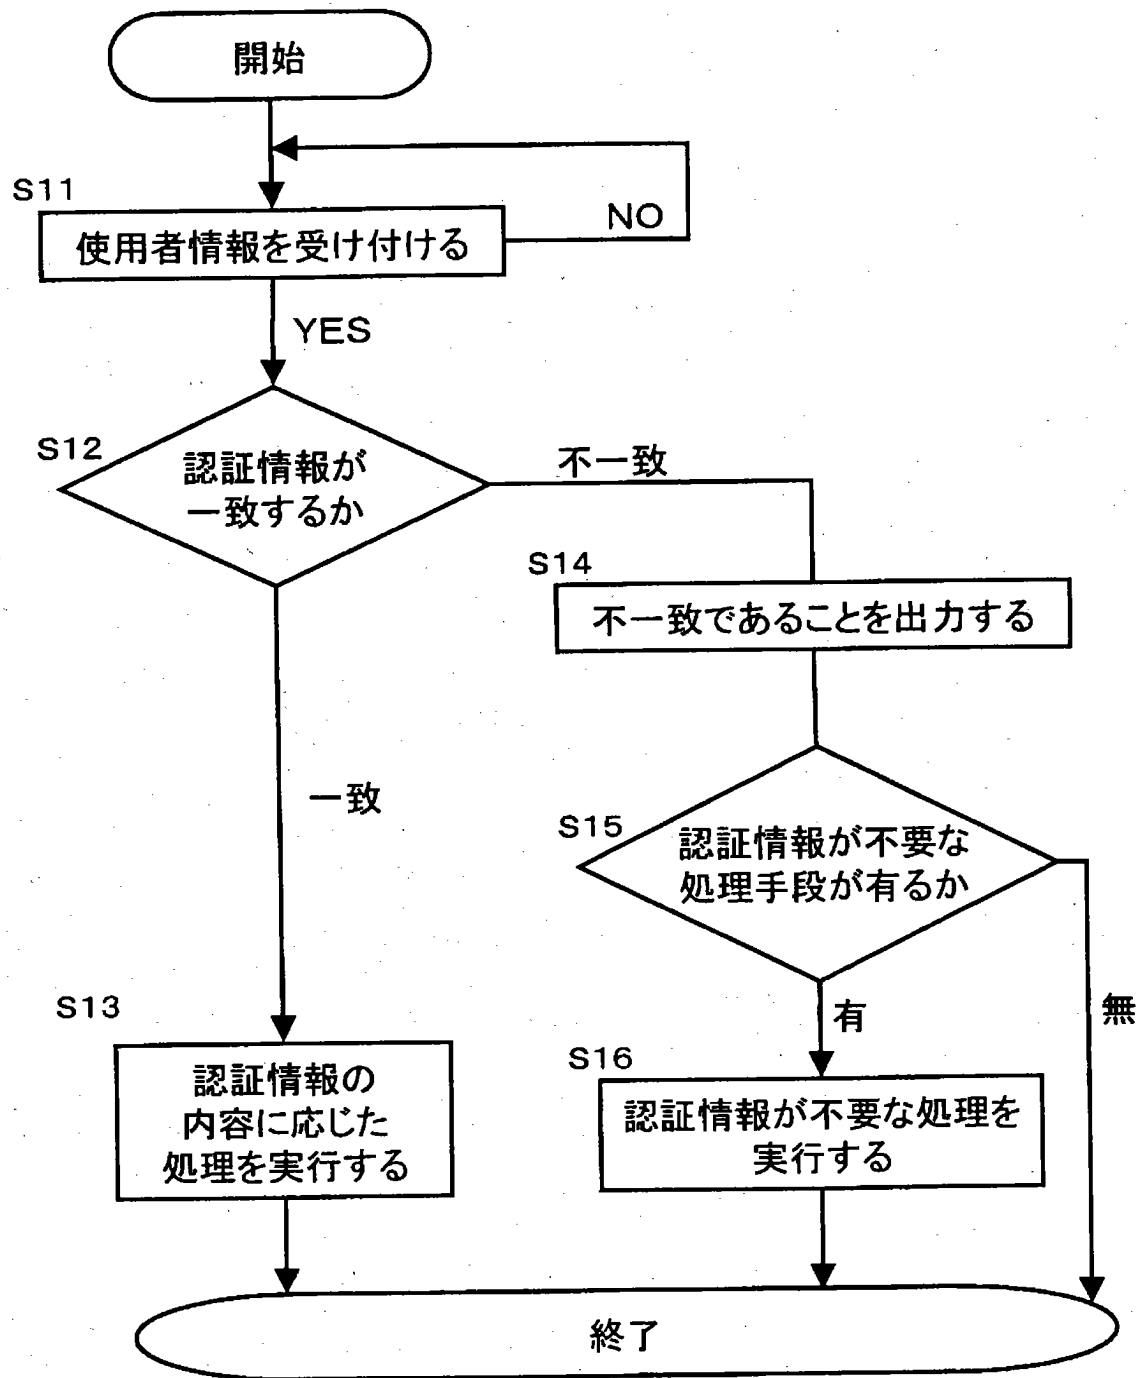 開始
S11
使用者情報を受け付ける
NO
YES
S12
認証情報が
一致するか
不一致
S14
不一致であることを出力する
一致
S15
認証情報が不要な
処理手段が有るか
有
無
S13
認証情報の
内容に応じた
処理を実行する
S16
認証情報が不要な処理を
実行する
終了